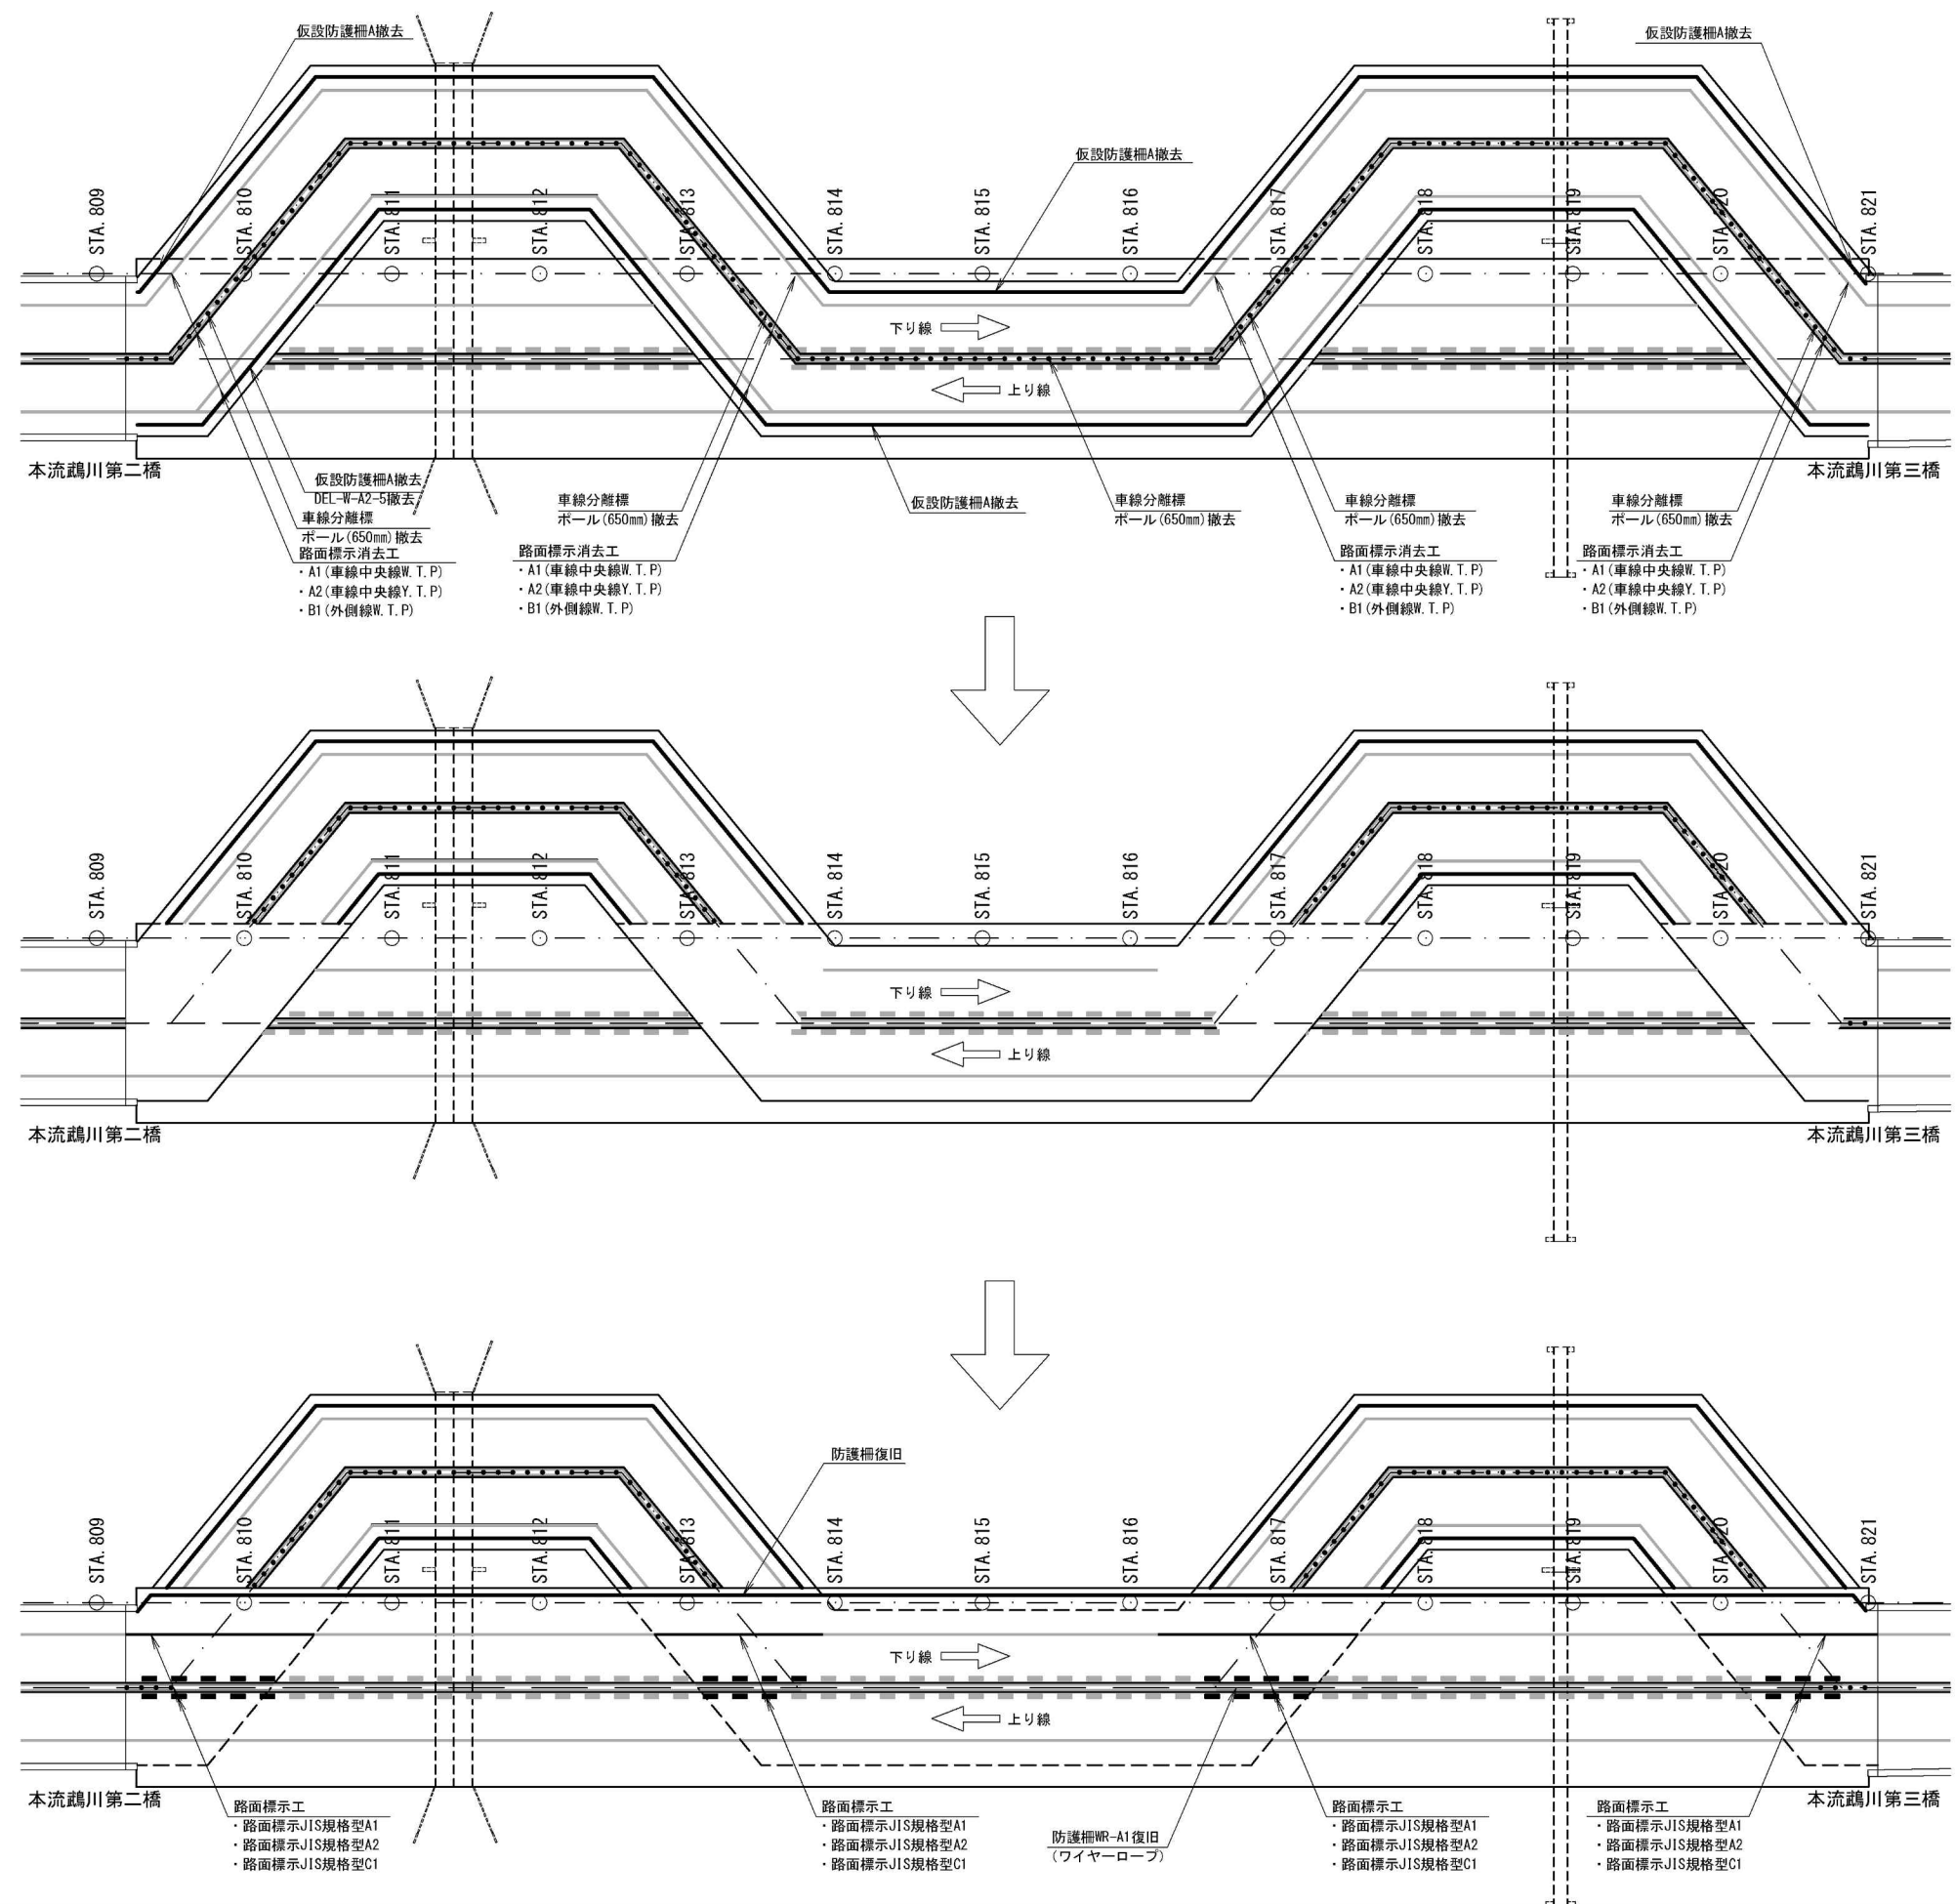 仮設防護柵A撤去
仮設防護柵A撤去
仮設防護柵A撤去
STA. 809
STA. 810
STA. 811
STA. 812
STA. 813
STA. 814
STA. 815
STA. 816
STA. 817
STA. 818
STA. 819
STA. 820
STA. 821
下り線
上り線
本流鵡川第二橋
本流鵡川第三橋
仮設防護柵A撤去
DEL-W-A2-5撤去
車線分離標
ポール(650mm)撤去
路面標示消去工
・A1(車線中央線W.T.P)
・A2(車線中央線Y.T.P)
・B1(外側線W.T.P)
車線分離標
ポール(650mm)撤去
路面標示消去工
・A1(車線中央線W.T.P)
・A2(車線中央線Y.T.P)
・B1(外側線W.T.P)
仮設防護柵A撤去
車線分離標
ポール(650mm)撤去
車線分離標
ポール(650mm)撤去
路面標示消去工
・A1(車線中央線W.T.P)
・A2(車線中央線Y.T.P)
・B1(外側線W.T.P)
車線分離標
ポール(650mm)撤去
路面標示消去工
・A1(車線中央線W.T.P)
・A2(車線中央線Y.T.P)
・B1(外側線W.T.P)
STA. 809
STA. 810
STA. 811
STA. 812
STA. 813
STA. 814
STA. 815
STA. 816
STA. 817
STA. 818
STA. 819
STA. 820
STA. 821
下り線
上り線
本流鵡川第二橋
本流鵡川第三橋
防護柵復旧
STA. 809
STA. 810
STA. 811
STA. 812
STA. 813
STA. 814
STA. 815
STA. 816
STA. 817
STA. 818
STA. 819
STA. 820
STA. 821
下り線
上り線
本流鵡川第二橋
本流鵡川第三橋
路面標示工
・路面標示JIS規格型A1
・路面標示JIS規格型A2
・路面標示JIS規格型C1
路面標示工
・路面標示JIS規格型A1
・路面標示JIS規格型A2
・路面標示JIS規格型C1
防護柵WR-A1復旧
(ワイヤーロープ)
路面標示工
・路面標示JIS規格型A1
・路面標示JIS規格型A2
・路面標示JIS規格型C1
路面標示工
・路面標示JIS規格型A1
・路面標示JIS規格型A2
・路面標示JIS規格型C1